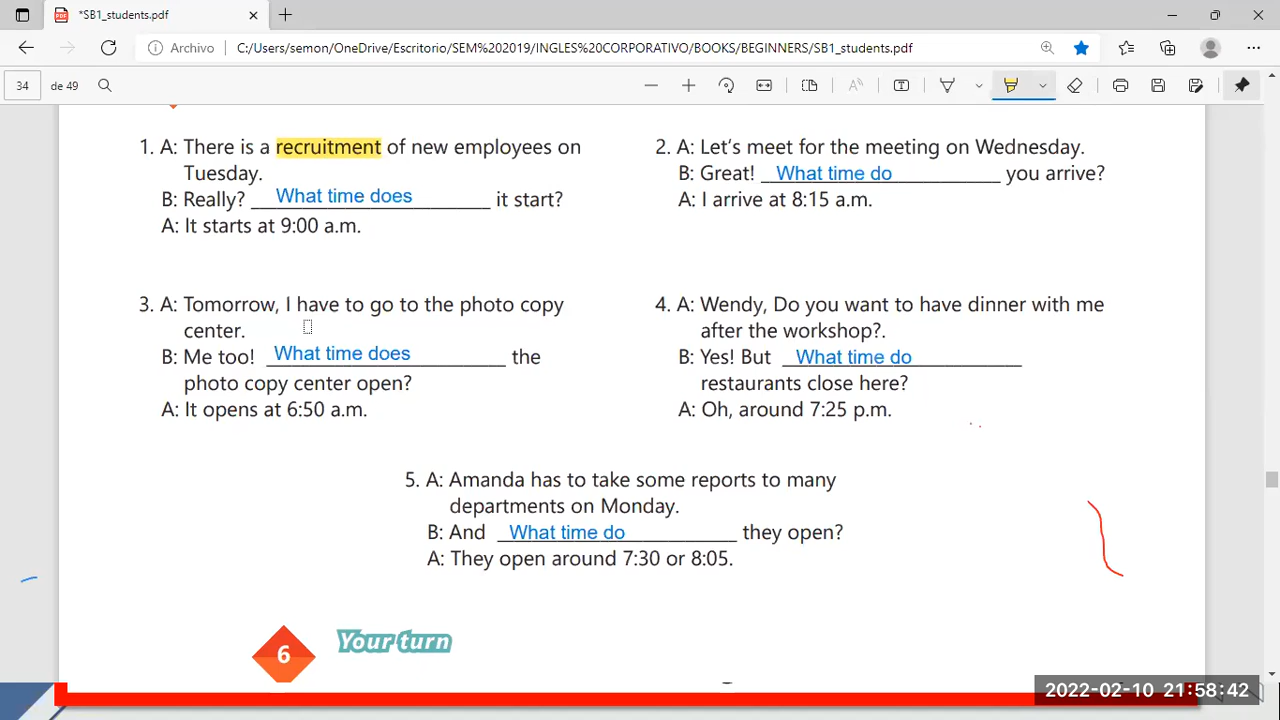 *SB1_students.pdf
Archivo
C:/Users/semon/OneDrive/Escritorio/SEM%202019/INGLES%20CORPORATIVO/BOOKS/BEGINNERS/SB1_students.pdf
34 de 49
1. A: There is a recruitment of new employees on
Tuesday.
B: Really? What time does it start?
A: It starts at 9:00 a.m.
2. A: Let's meet for the meeting on Wednesday.
B: Great! What time do you arrive?
A: I arrive at 8:15 a.m.
3. A: Tomorrow, I have to go to the photo copy
center.
B: Me too! What time does the
photo copy center open?
A: It opens at 6:50 a.m.
4. A: Wendy, Do you want to have dinner with me
after the workshop?.
B: Yes! But What time do
restaurants close here?
A: Oh, around 7:25 p.m.
5. A: Amanda has to take some reports to many
departments on Monday.
B: And What time do they open?
A: They open around 7:30 or 8:05.
6 Your turn
2022-02-10 21:58:42